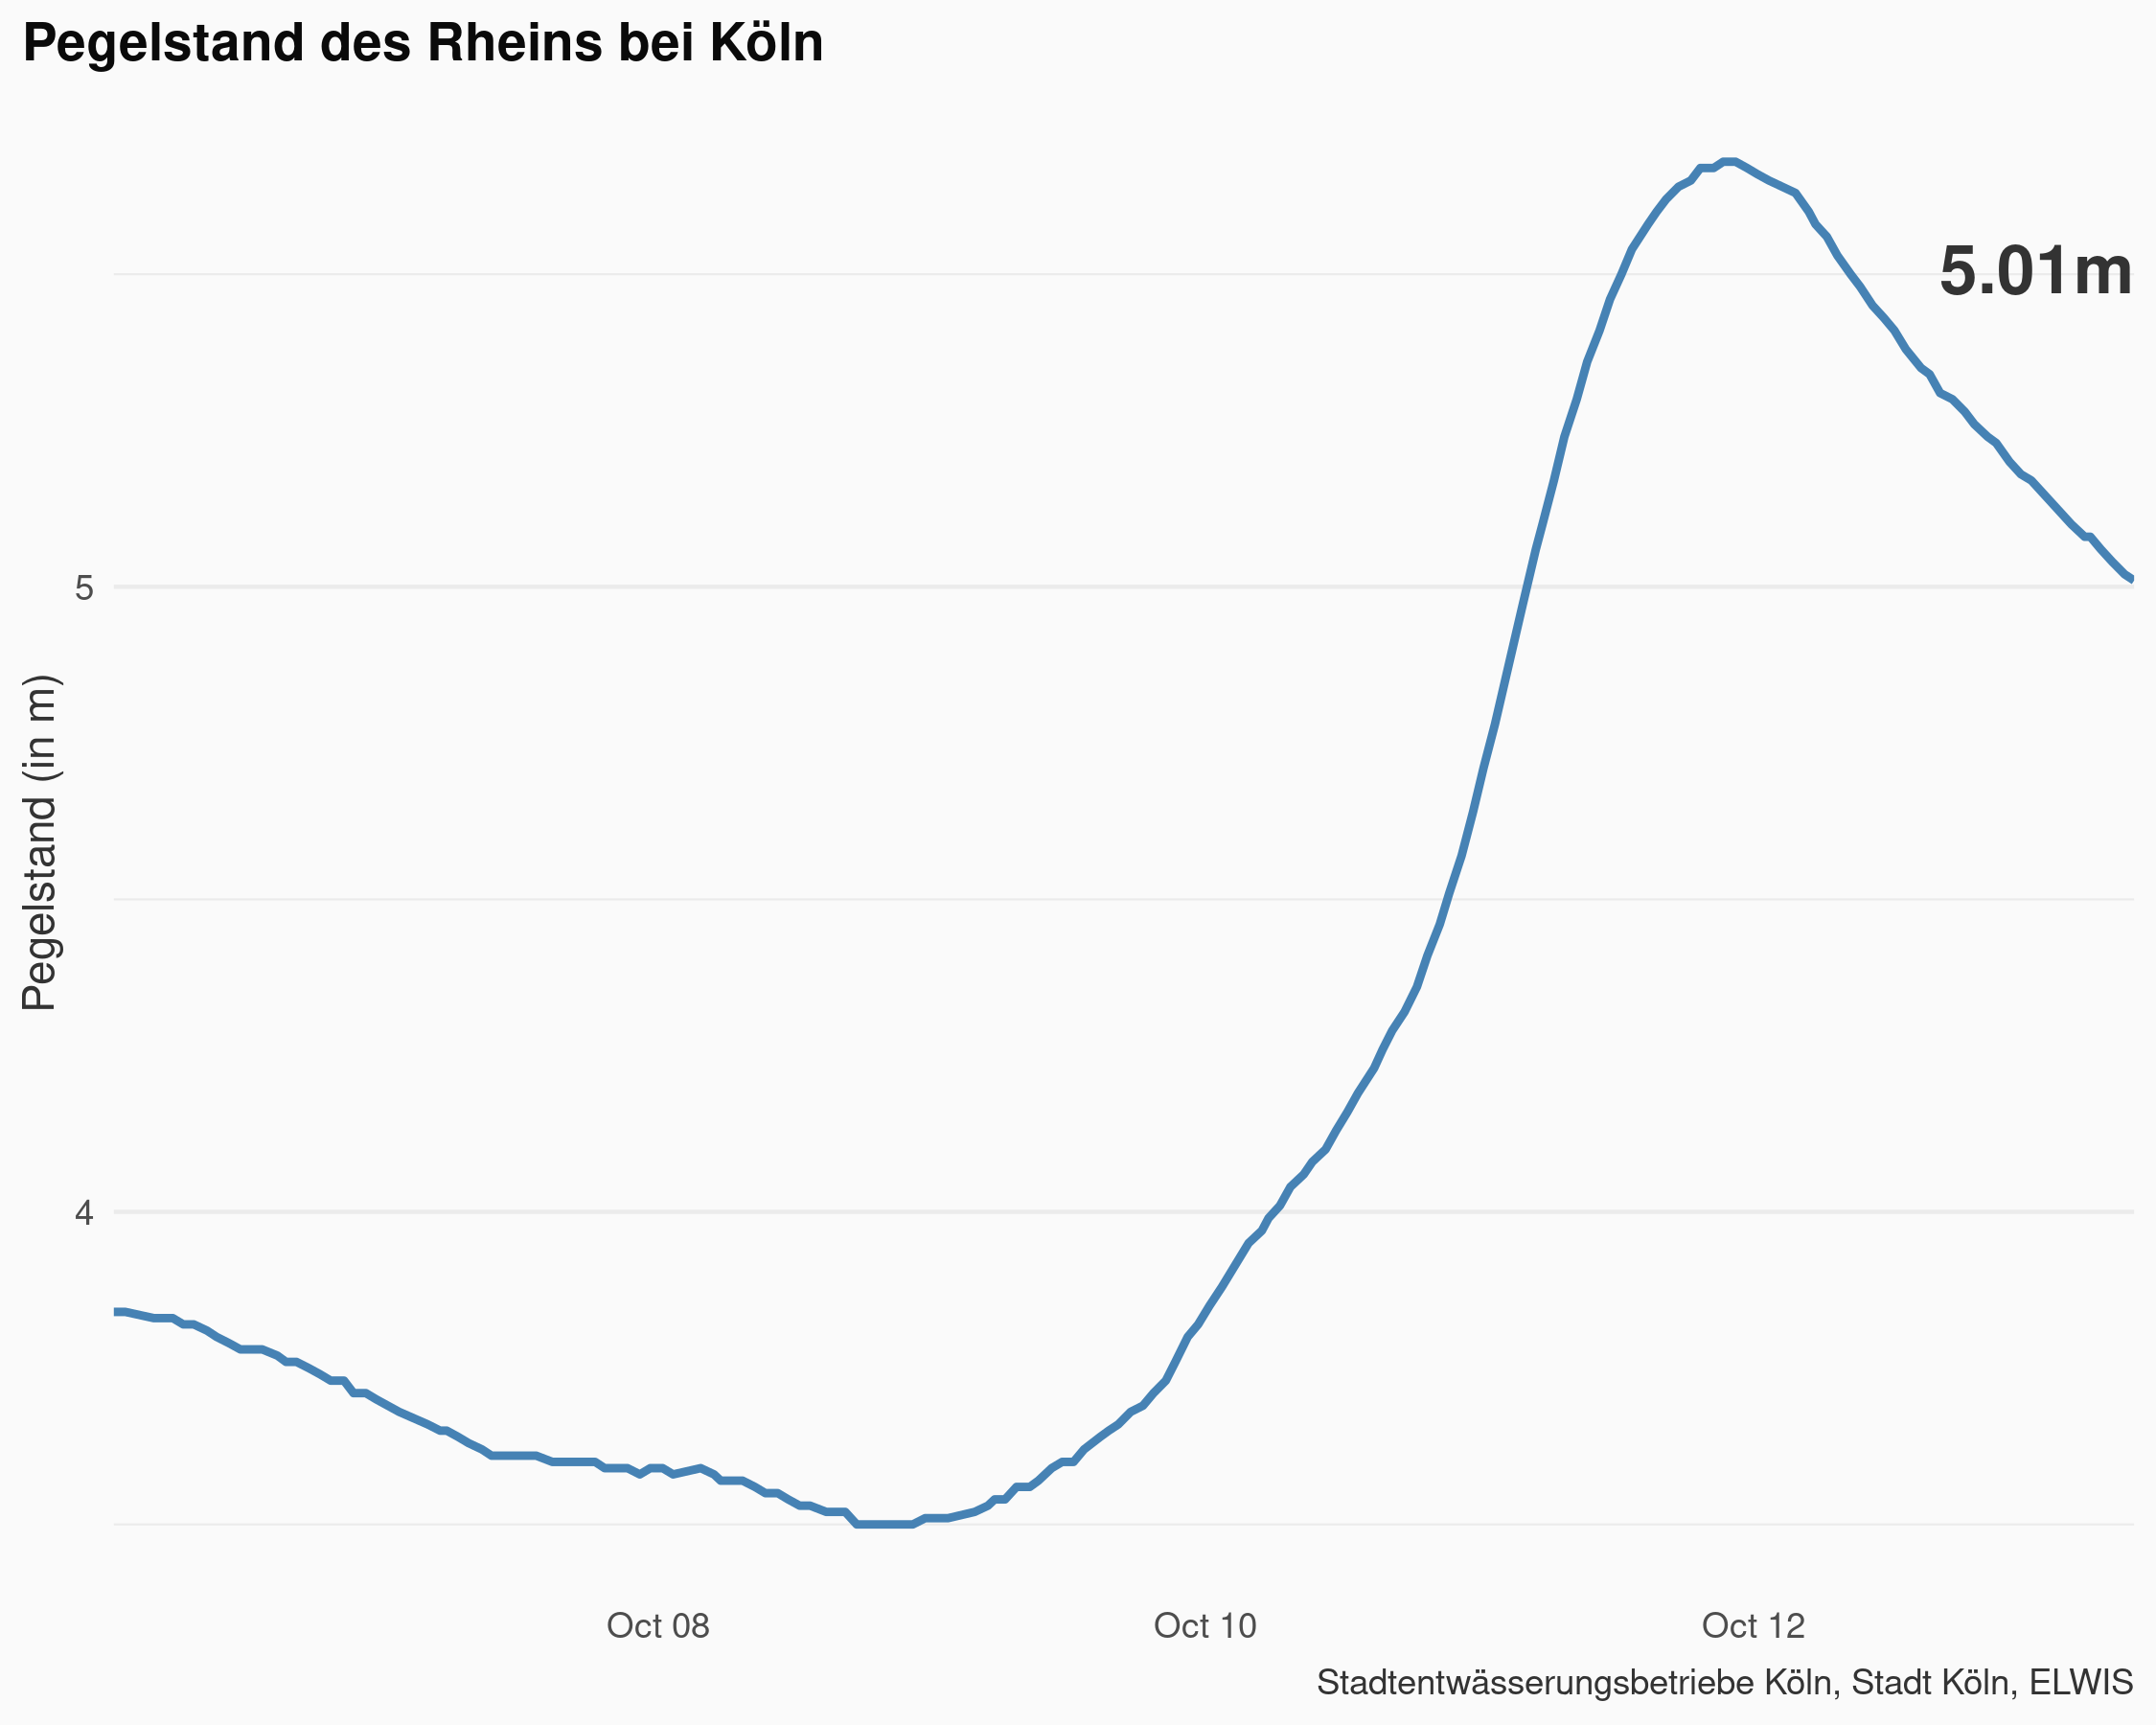 Pegelstand des Rheins bei Köln
5.01m
5
Pegelstand (in m)
4
Oct 08
Oct 10
Oct 12
Stadtentwässerungsbetriebe Köln, Stadt Köln, ELWIS